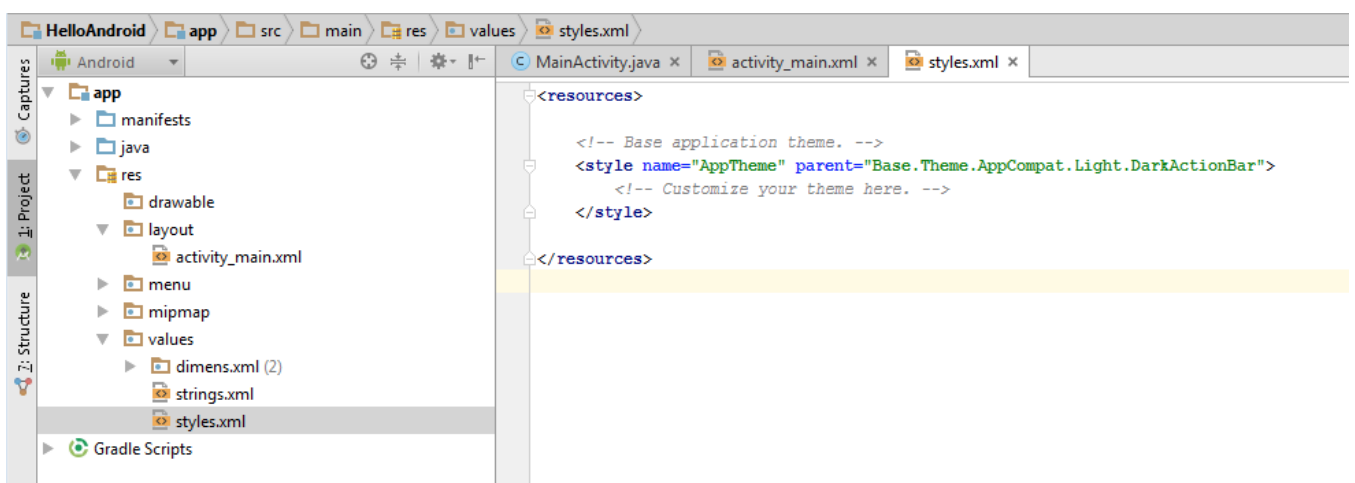 HelloAndroid app src main res values styles.xml
Captures
1: Project
7: Structure
Android
app
manifests
java
res
drawable
layout
activity_main.xml
menu
mipmap
values
dimens.xml (2)
strings.xml
styles.xml
Gradle Scripts
MainActivity.java × activity_main.xml × styles.xml ×
<resources>
<!-- Base application theme. -->
<style name="AppTheme" parent="Base.Theme.AppCompat.Light.DarkActionBar">
<!-- Customize your theme here. -->
</style>
</resources>